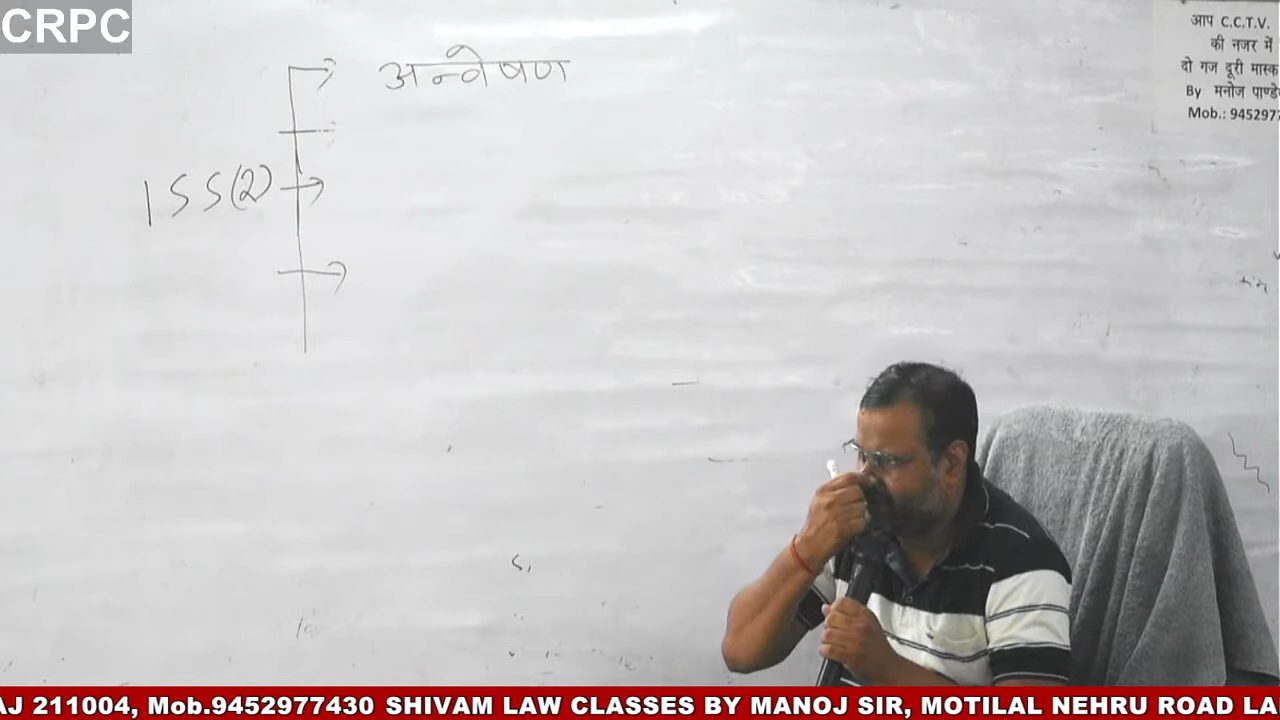 CRPC
अन्वेषण
155(2)
आप C.C.T.V.
की नजर में
दो गज दूरी मास्क
By मनोज पाण्डे
Mob.: 945297
AJ 211004, Mob.9452977430 SHIVAM LAW CLASSES BY MANOJ SIR, MOTILAL NEHRU ROAD LA